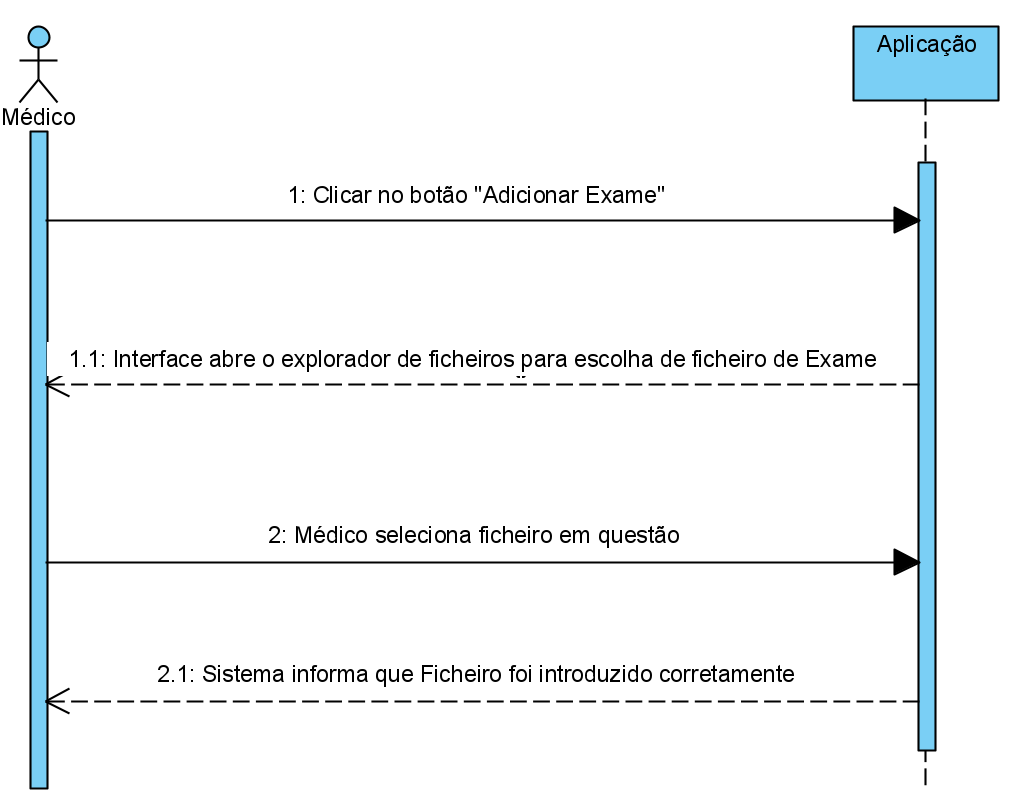 Médico
Aplicação
1: Clicar no botão "Adicionar Exame"
1.1: Interface abre o explorador de ficheiros para escolha de ficheiro de Exame
2: Médico seleciona ficheiro em questão
2.1: Sistema informa que Ficheiro foi introduzido corretamente